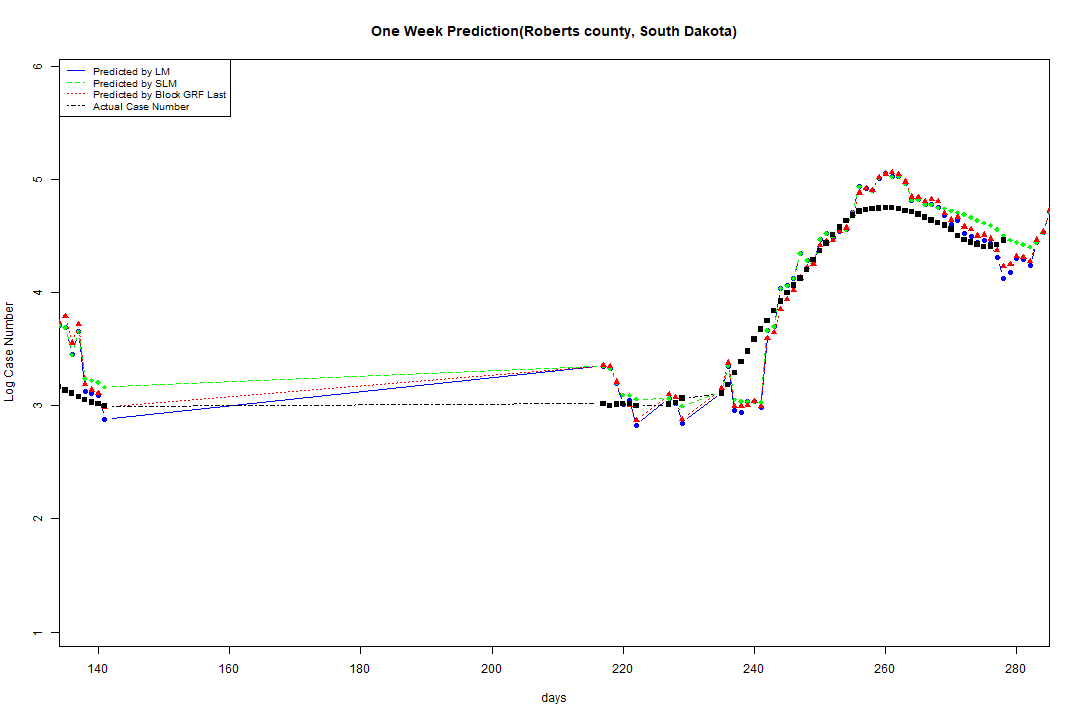 One Week Prediction(Roberts county, South Dakota)
Predicted by LM
Predicted by SLM
Predicted by Block GRF Last
Actual Case Number
6
5
4
3
2
1
Log Case Number
140 160 180 200 220 240 260 280
days